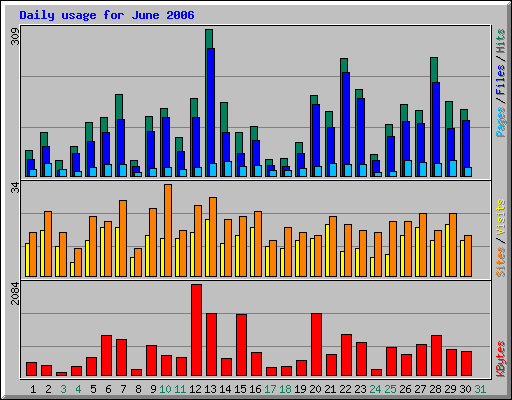 Daily usage for June 2006
309
Pages / Files / Hits
34
Sites / Visits
2084
KBytes
1 2 3 4 5 6 7 8 9 10 11 12 13 14 15 16 17 18 19 20 21 22 23 24 25 26 27 28 29 30 31